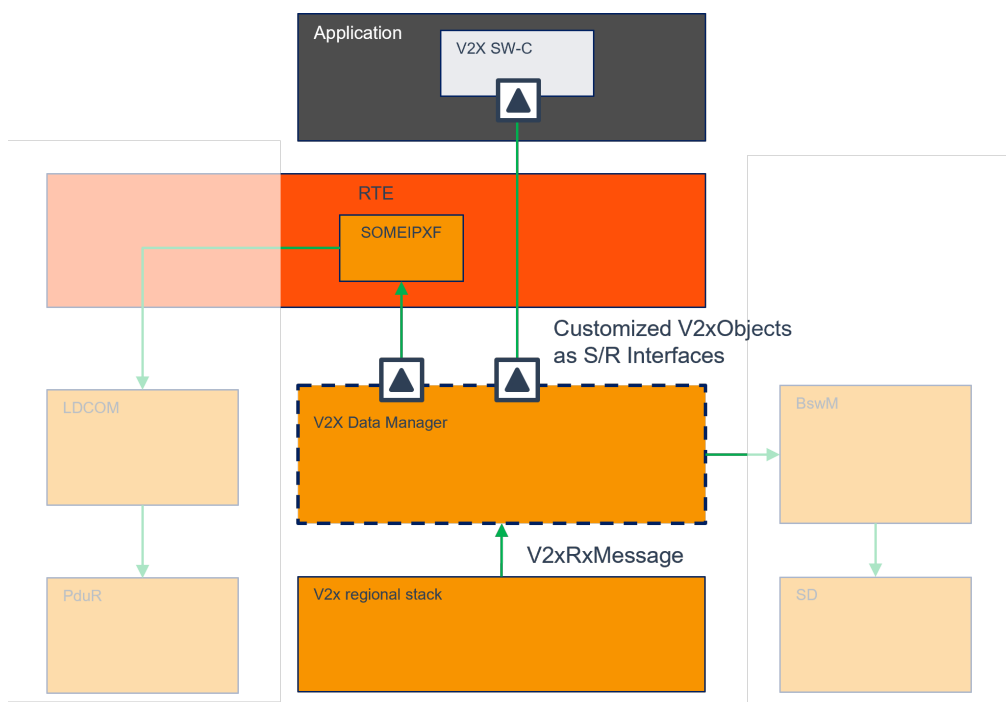 Application
V2X SW-C
RTE
SOMEIPXF
Customized V2xObjects
as S/R Interfaces
LDCOM
V2X Data Manager
BswM
V2xRxMessage
PduR
V2x regional stack
SD